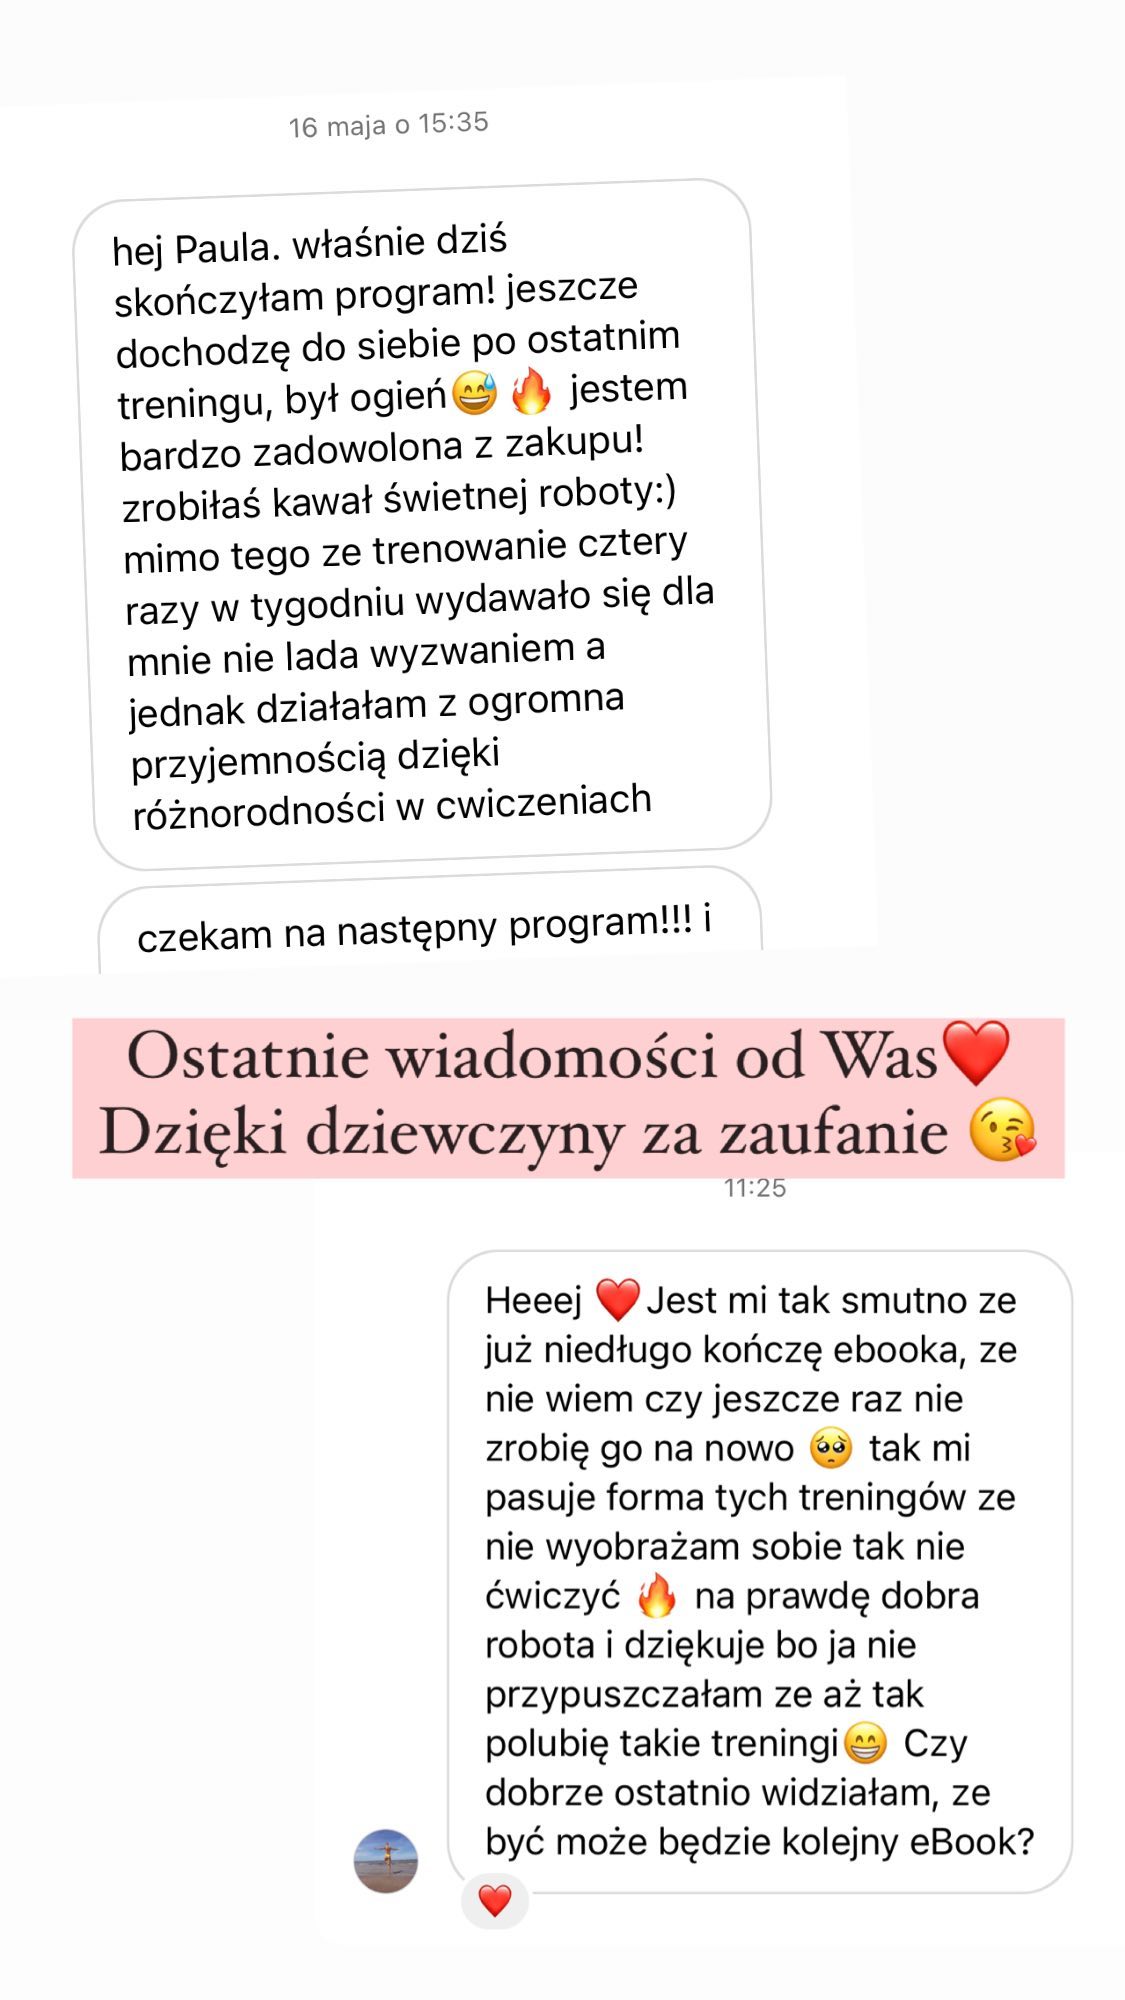 16 maja o 15:35
hej Paula. właśnie dziś
skończyłam program! jeszcze
dochodzę do siebie po ostatnim
treningu, był ogień😅🔥 jestem
bardzo zadowolona z zakupu!
zrobiłaś kawał świetnej roboty:)
mimo tego ze trenowanie cztery
razy w tygodniu wydawało się dla
mnie nie lada wyzwaniem a
jednak działałam z ogromna
przyjemnością dzięki
różnorodności w cwiczeniach
czekam na następny program!!! i
Ostatnie wiadomości od Was❤️
Dzięki dziewczyny za zaufanie 😘
11:25
Heeej ❤️Jest mi tak smutno ze
już niedługo kończę ebooka, ze
nie wiem czy jeszcze raz nie
zrobię go na nowo 🥺 tak mi
pasuje forma tych treningów ze
nie wyobrażam sobie tak nie
ćwiczyć 🔥 na prawdę dobra
robota i dziękuje bo ja nie
przypuszczałam ze aż tak
polubię takie treningi😁 Czy
dobrze ostatnio widziałam, ze
być może będzie kolejny eBook?
❤️